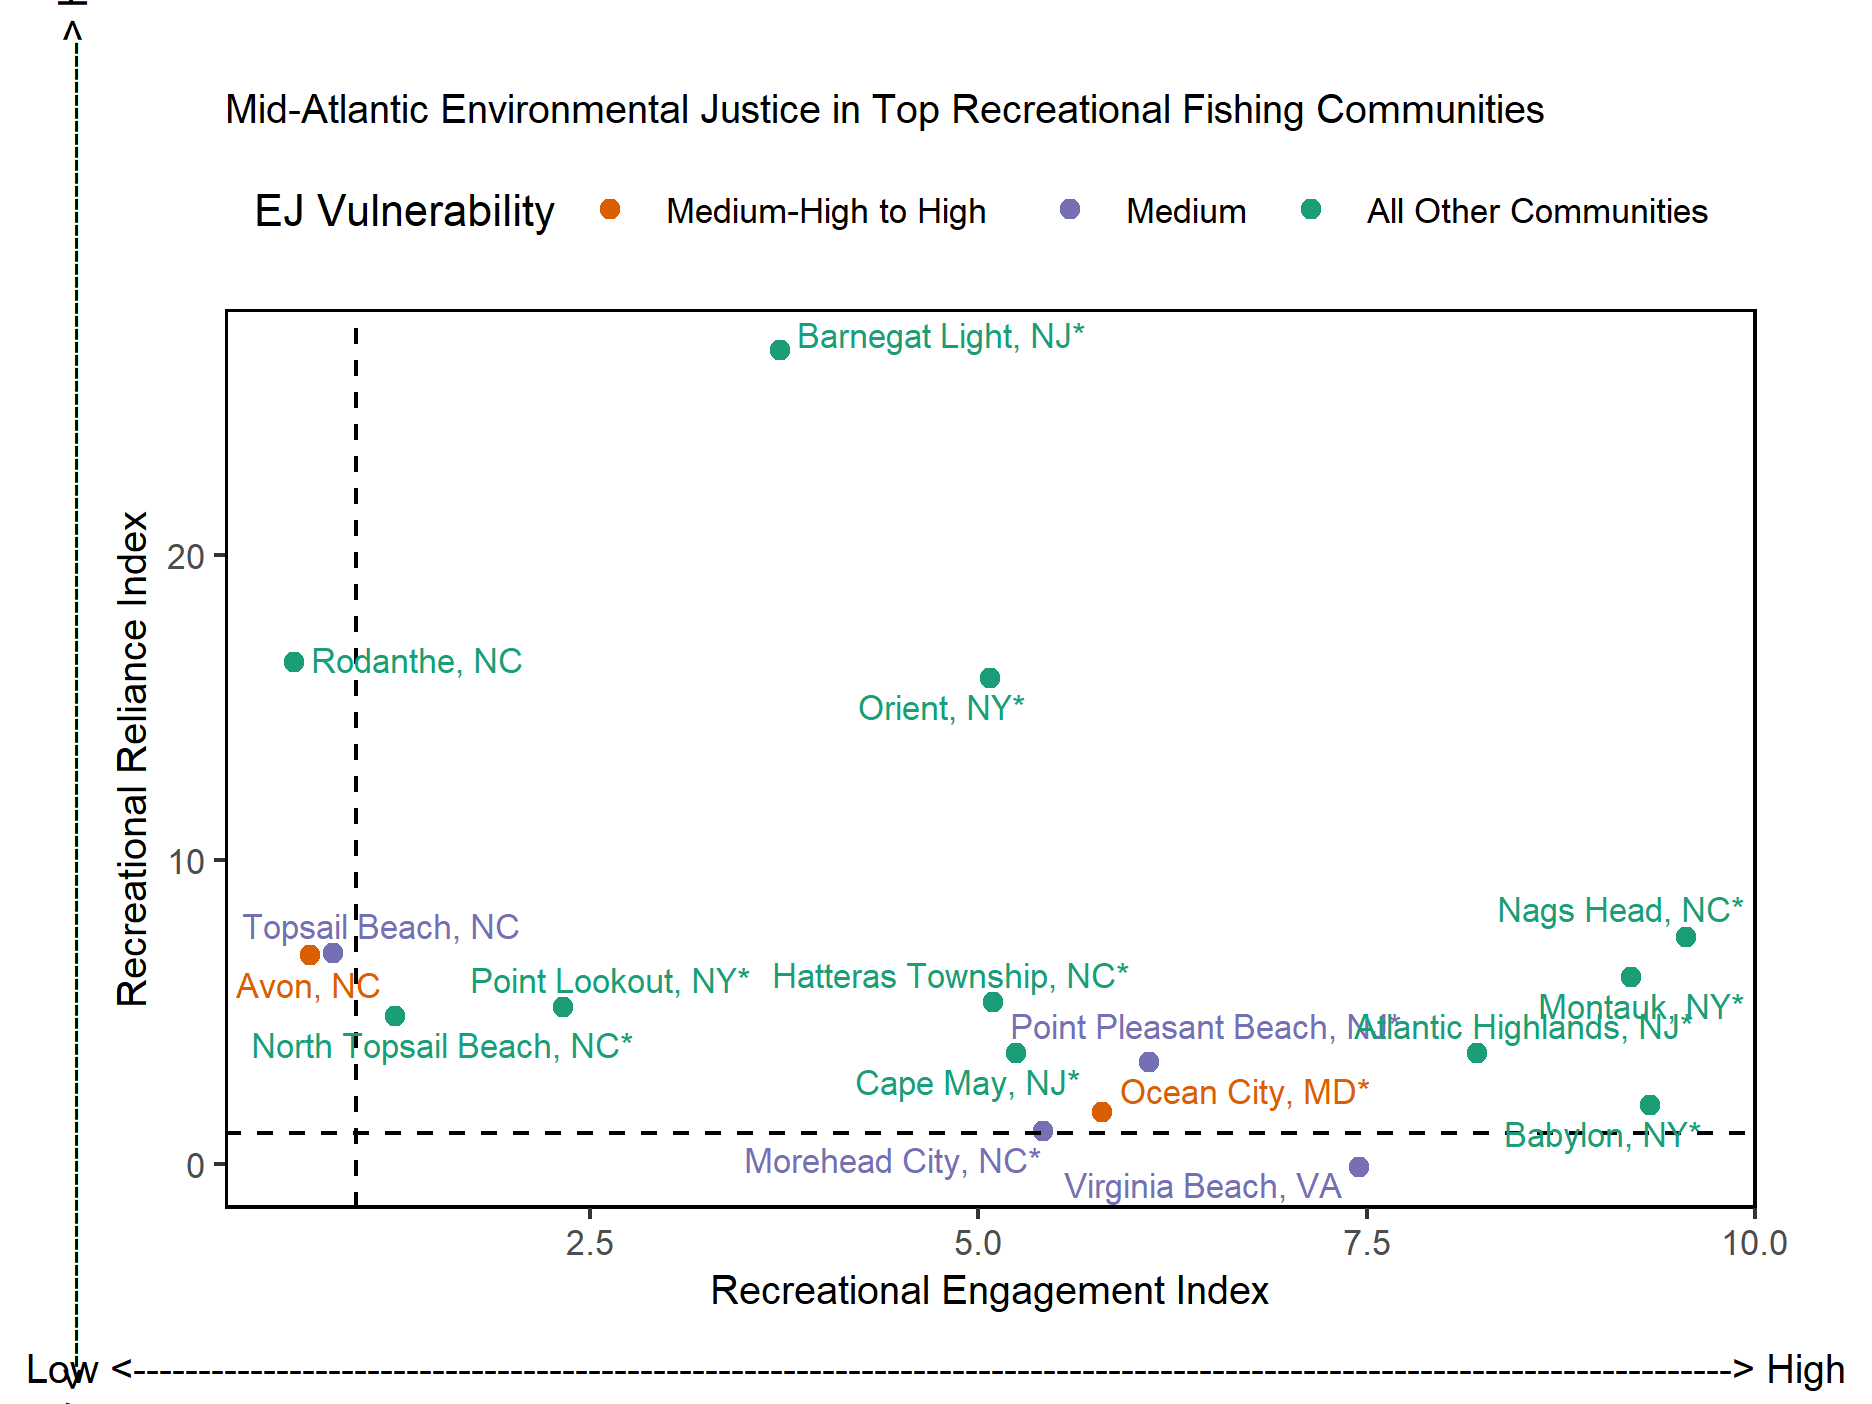 Mid-Atlantic Environmental Justice in Top Recreational Fishing Communities
EJ Vulnerability Medium-High to High Medium All Other Communities
Recreational Reliance Index
20
10
0
Barnegat Light, NJ*
Rodanthe, NC
Orient, NY*
Nags Head, NC*
Topsail Beach, NC
Hatteras Township, NC*
Point Lookout, NY*
Avon, NC
Montauk, NY*
Point Pleasant Beach, NJ*
Atlantic Highlands, NJ*
North Topsail Beach, NC*
Cape May, NJ*
Ocean City, MD*
Babylon, NY*
Morehead City, NC*
Virginia Beach, VA
2.5 5.0 7.5 10.0
Recreational Engagement Index
Low <---------------------------------------------------------------------------------------------------------------------------> High